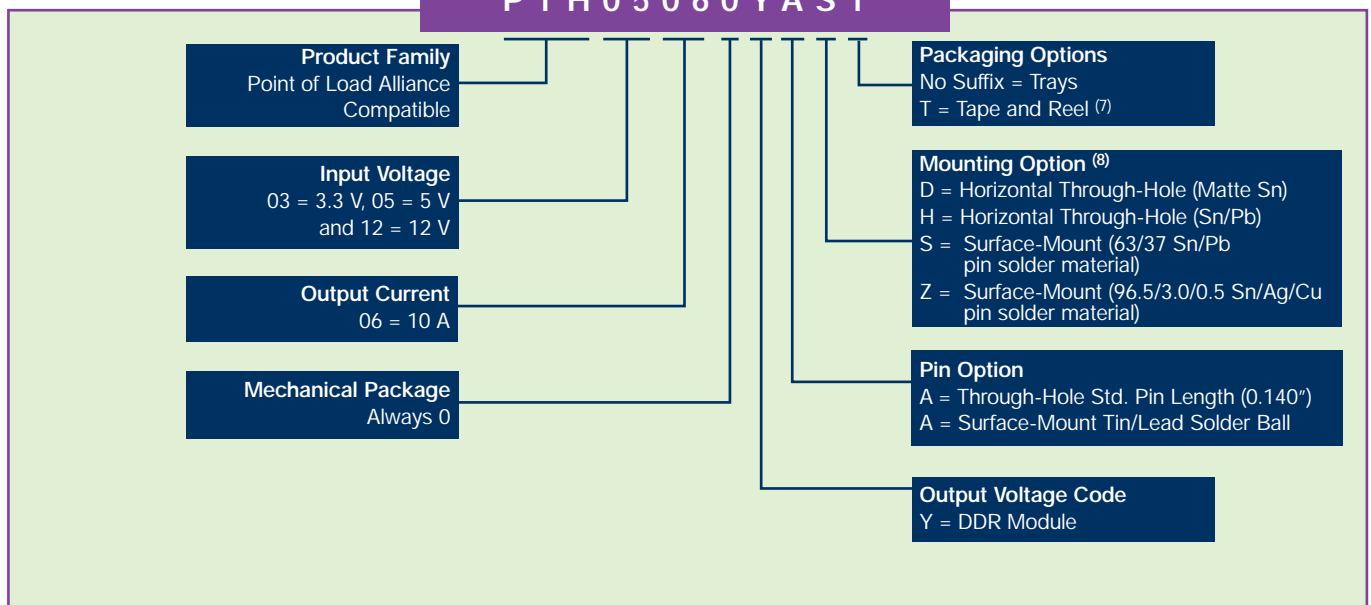 PTH05060YAST
Product Family
Point of Load Alliance
Compatible
Input Voltage
03 = 3.3 V, 05 = 5 V
and 12 = 12 V
Output Current
06 = 10 A
Mechanical Package
Always 0
Packaging Options
No Suffix = Trays
T = Tape and Reel (7)
Mounting Option (8)
D = Horizontal Through-Hole (Matte Sn)
H = Horizontal Through-Hole (Sn/Pb)
S = Surface-Mount (63/37 Sn/Pb
pin solder material)
Z = Surface-Mount (96.5/3.0/0.5 Sn/Ag/Cu
pin solder material)
Pin Option
A = Through-Hole Std. Pin Length (0.140″)
A = Surface-Mount Tin/Lead Solder Ball
Output Voltage Code
Y = DDR Module